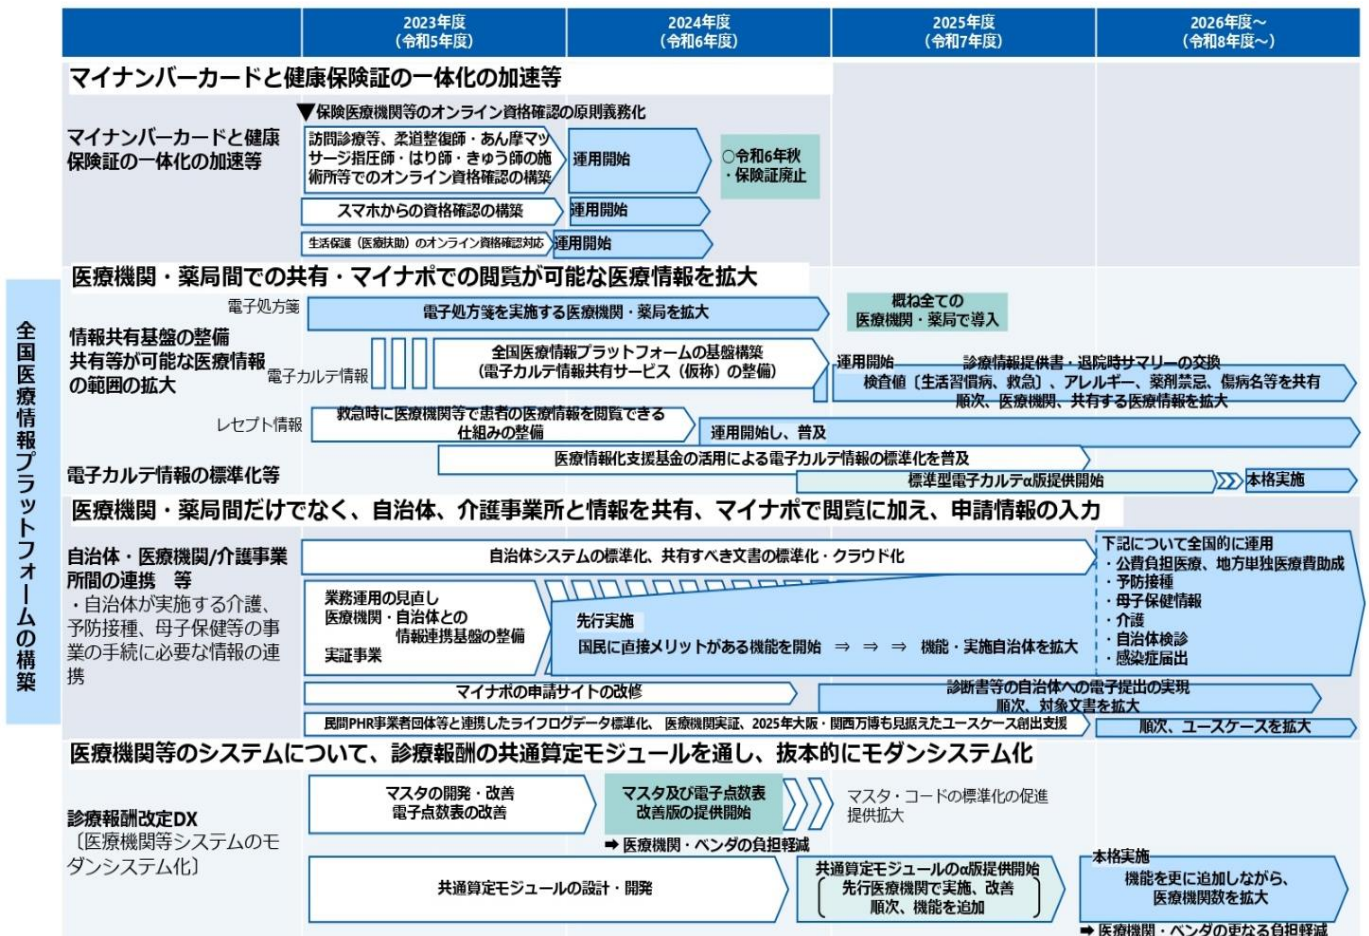 2023年度
（令和5年度）
2024年度
（令和6年度）
2025年度
（令和7年度）
2026年度～
（令和8年度～）
全国医療情報プラットフォームの構築
マイナンバーカードと健康保険証の一体化の加速等
マイナンバーカードと健康
保険証の一体化の加速等
▼保険医療機関等のオンライン資格確認の原則義務化
訪問診療等、柔道整復師・あん摩マッ
サージ指圧師・はり師・きゅう師の施
術所等でのオンライン資格確認の構築
運用開始
○令和6年秋
・保険証廃止
スマホからの資格確認の構築
運用開始
生活保護（医療扶助）のオンライン資格確認対応
運用開始
医療機関・薬局間での共有・マイナポでの閲覧が可能な医療情報を拡大
情報共有基盤の整備
共有等が可能な医療情報
の範囲の拡大
電子処方箋
電子処方箋を実施する医療機関・薬局を拡大
概ね全ての
医療機関・薬局で導入
電子カルテ情報
全国医療情報プラットフォームの基盤構築
（電子カルテ情報共有サービス（仮称）の整備）
運用開始
診療情報提供書・退院時サマリーの交換
検査値〔生活習慣病、救急〕、アレルギー、薬剤禁忌、傷病名等を共有
順次、医療機関、共有する医療情報を拡大
レセプト情報
救急時に医療機関等で患者の医療情報を閲覧できる
仕組みの整備
運用開始し、普及
電子カルテ情報の標準化等
医療情報化支援基金の活用による電子カルテ情報の標準化を普及
標準型電子カルテα版提供開始
本格実施
医療機関・薬局間だけでなく、自治体、介護事業所と情報を共有、マイナポで閲覧に加え、申請情報の入力
自治体・医療機関/介護事業
所間の連携　等
・自治体が実施する介護、
予防接種、母子保健等の事
業の手続に必要な情報の連
携
自治体システムの標準化、共有すべき文書の標準化・クラウド化
業務運用の見直し
医療機関・自治体との
情報連携基盤の整備
実証事業
先行実施
国民に直接メリットがある機能を開始　⇒　⇒　⇒　機能・実施自治体を拡大
下記について全国的に運用
・公費負担医療、地方単独医療費助成
・予防接種
・母子保健情報
・介護
・自治体検診
・感染症届出
マイナポの申請サイトの改修
診断書等の自治体への電子提出の実現
順次、対象文書を拡大
民間PHR事業者団体等と連携したライフログデータ標準化、医療機関実証、2025年大阪・関西万博も見据えたユースケース創出支援
順次、ユースケースを拡大
医療機関等のシステムについて、診療報酬の共通算定モジュールを通し、抜本的にモダンシステム化
診療報酬改定DX
〔医療機関等システムのモ
ダンシステム化〕
マスタの開発・改善
電子点数表の改善
マスタ及び電子点数表
改善版の提供開始
マスタ・コードの標準化の促進
提供拡大
➡ 医療機関・ベンダの負担軽減
共通算定モジュールの設計・開発
共通算定モジュールのα版提供開始
先行医療機関で実施、改善
順次、機能を追加
本格実施
機能を更に追加しながら、
医療機関数を拡大
➡ 医療機関・ベンダの更なる負担軽減